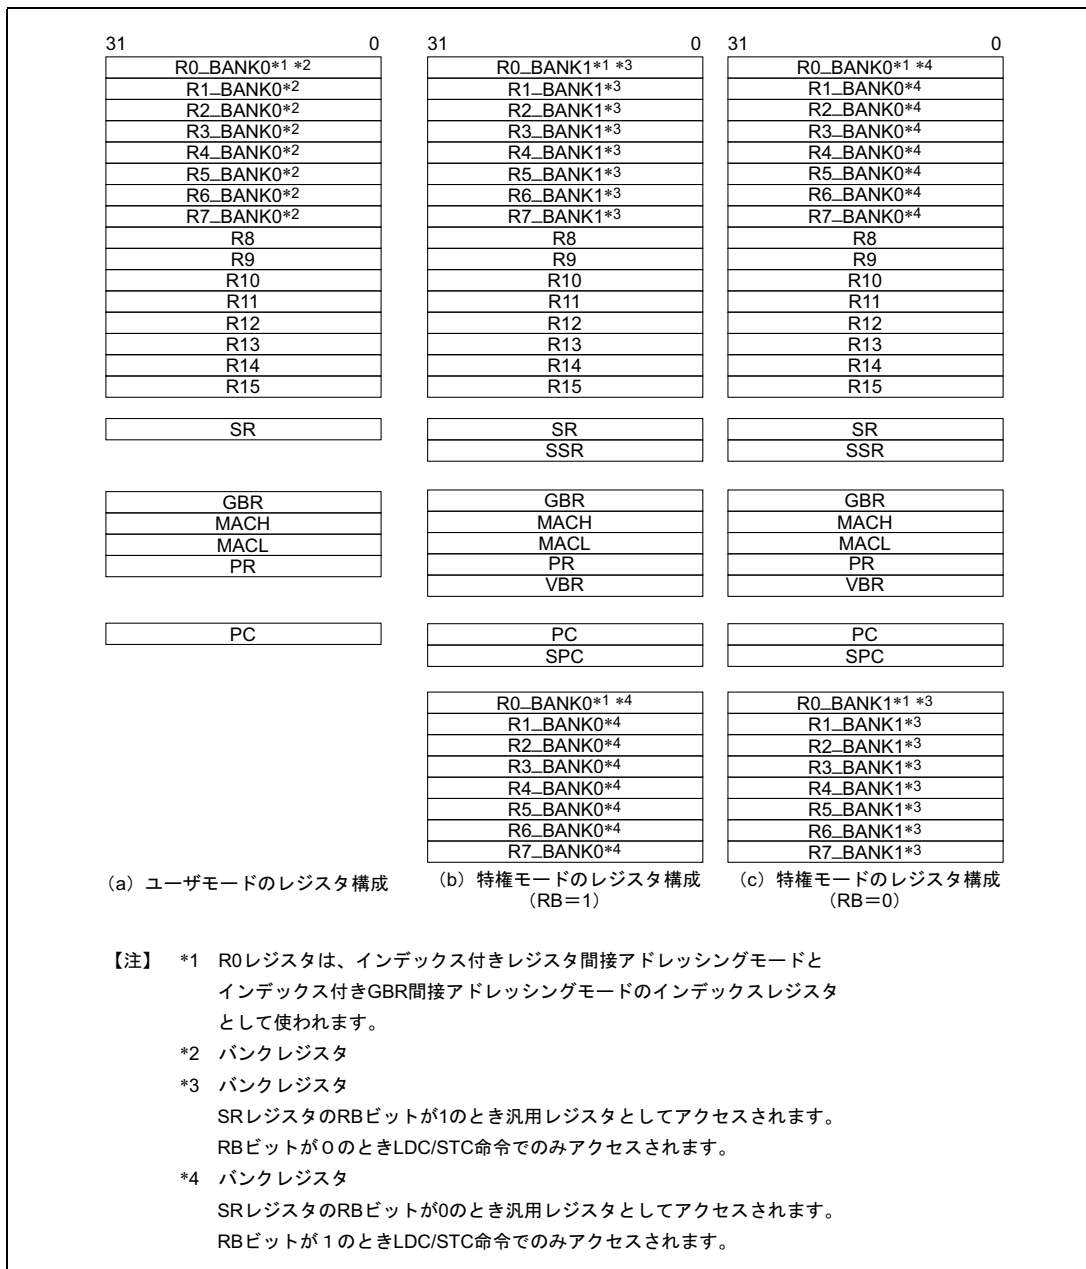 31 0 31 0 31 0
R0_BANK0*1 *2 R0_BANK1*1 *3 R0_BANK0*1 *4
R1_BANK0*2 R1_BANK1*3 R1_BANK0*4
R2_BANK0*2 R2_BANK1*3 R2_BANK0*4
R3_BANK0*2 R3_BANK1*3 R3_BANK0*4
R4_BANK0*2 R4_BANK1*3 R4_BANK0*4
R5_BANK0*2 R5_BANK1*3 R5_BANK0*4
R6_BANK0*2 R6_BANK1*3 R6_BANK0*4
R7_BANK0*2 R7_BANK1*3 R7_BANK0*4
R8 R8 R8
R9 R9 R9
R10 R10 R10
R11 R11 R11
R12 R12 R12
R13 R13 R13
R14 R14 R14
R15 R15 R15
SR SR SR
SSR SSR
GBR GBR GBR
MACH MACH MACH
MACL MACL MACL
PR PR PR
VBR VBR
PC PC PC
SPC SPC
R0_BANK0*1 *4 R0_BANK1*1 *3
R1_BANK0*4 R1_BANK1*3
R2_BANK0*4 R2_BANK1*3
R3_BANK0*4 R3_BANK1*3
R4_BANK0*4 R4_BANK1*3
R5_BANK0*4 R5_BANK1*3
R6_BANK0*4 R6_BANK1*3
R7_BANK0*4 R7_BANK1*3
(a) ユーザモードのレジスタ構成 (b) 特権モードのレジスタ構成 (c) 特権モードのレジスタ構成
(RB=1) (RB=0)
【注】 *1 R0レジスタは、インデックス付きレジスタ間接アドレッシングモードと
インデックス付きGBR間接アドレッシングモードのインデックスレジスタ
として使われます。
*2 バンクレジスタ
*3 バンクレジスタ
SRレジスタのRBビットが1のとき汎用レジスタとしてアクセスされます。
RBビットが０のときLDC/STC命令でのみアクセスされます。
*4 バンクレジスタ
SRレジスタのRBビットが0のとき汎用レジスタとしてアクセスされます。
RBビットが１のときLDC/STC命令でのみアクセスされます。